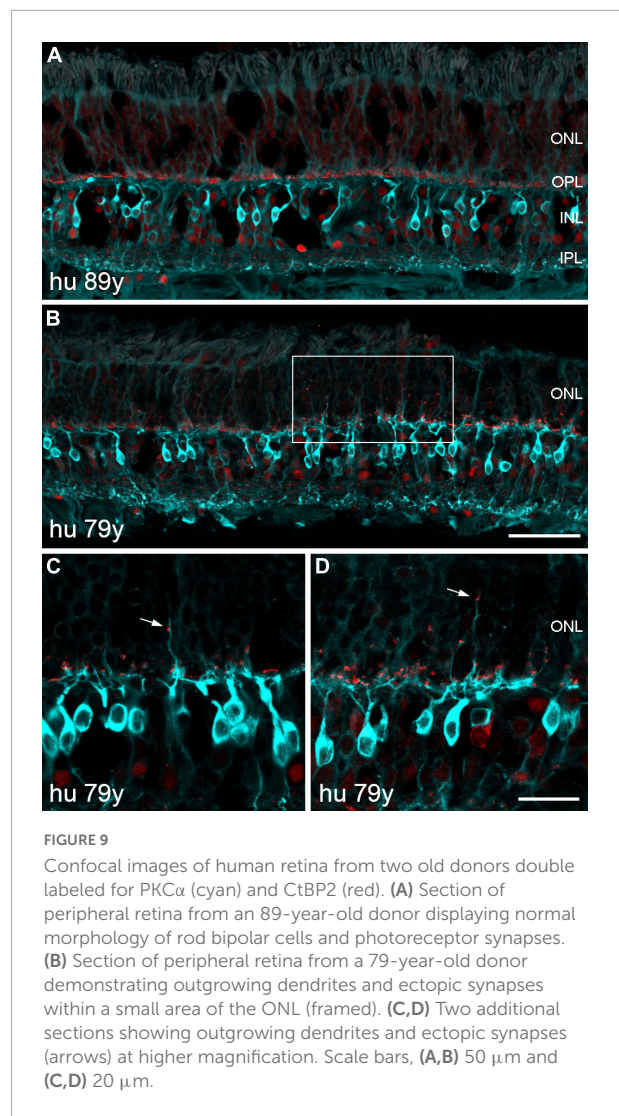 A
ONL
OPL
INL
IPL
hu 89y
B
ONL
hu 79y
C
D
ONL
hu 79y
hu 79y
FIGURE 9
Confocal images of human retina from two old donors double
labeled for PKCα (cyan) and CtBP2 (red). (A) Section of
peripheral retina from an 89-year-old donor displaying normal
morphology of rod bipolar cells and photoreceptor synapses.
(B) Section of peripheral retina from a 79-year-old donor
demonstrating outgrowing dendrites and ectopic synapses
within a small area of the ONL (framed). (C,D) Two additional
sections showing outgrowing dendrites and ectopic synapses
(arrows) at higher magnification. Scale bars, (A,B) 50 μm and
(C,D) 20 μm.